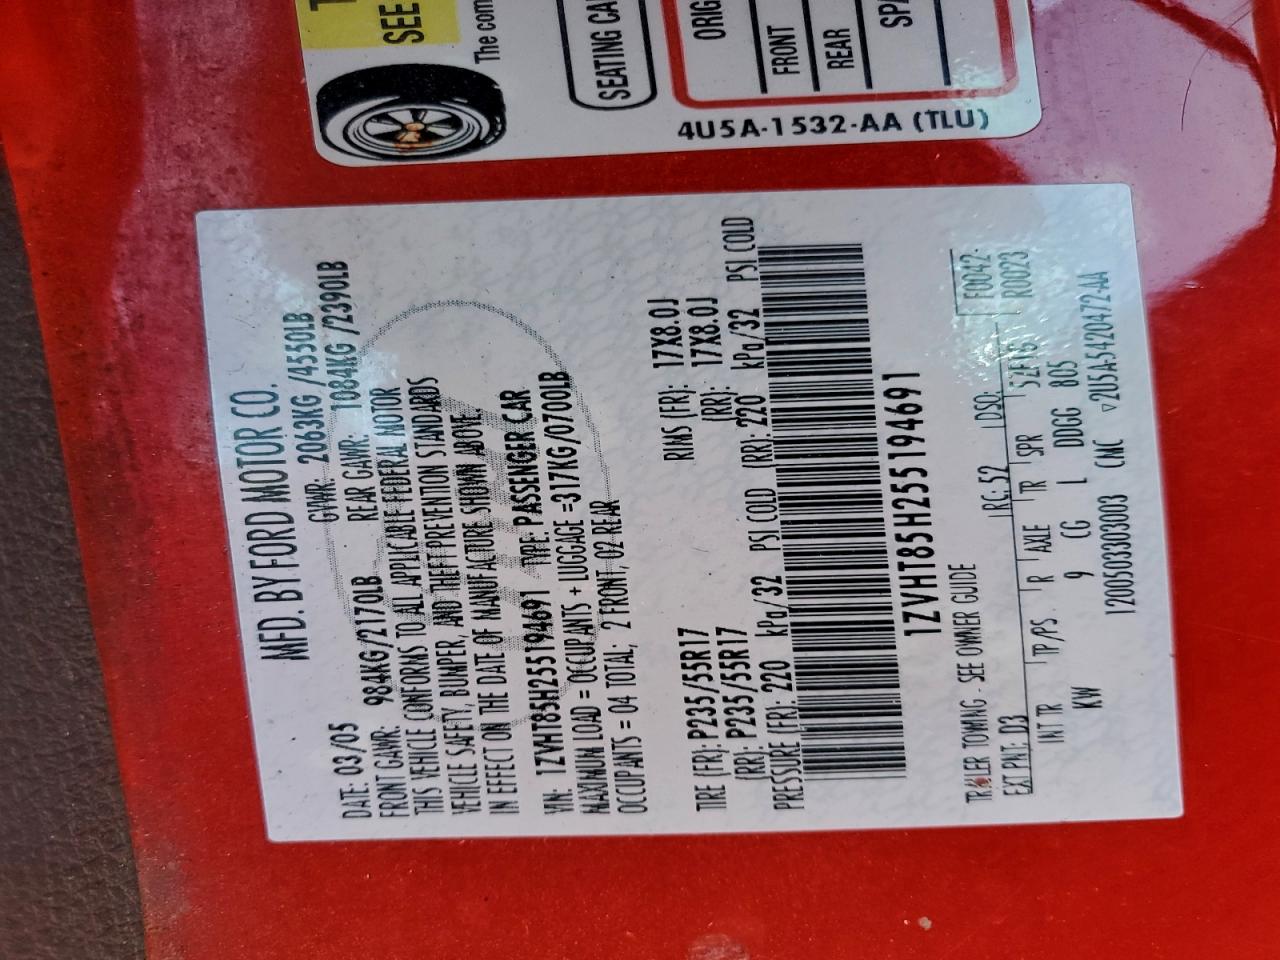 MFD. BY FORD MOTOR CO.
DATE: 03/05 GVWR: 2063KG /4550LB
FRONT GAWR: 984KG/2170LB REAR GAWR: 1084KG /2390LB
THIS VEHICLE CONFORMS TO ALL APPLICABLE FEDERAL MOTOR
VEHICLE SAFETY, BUMPER, AND THEFT PREVENTION STANDARDS
IN EFFECT ON THE DATE OF MANUFACTURE SHOWN ABOVE.
VIN: 1ZVHT85H255194691 TYPE: PASSENGER CAR
MAXIMUM LOAD = OCCUPANTS + LUGGAGE =317KG/0700LB
OCCUPANTS = 04 TOTAL; 2 FRONT, 02 REAR
TIRE (FR): P235/55R17 RIMS (FR): 17X8.0J
(RR): P235/55R17 (RR): 17X8.0J
PRESSURE (FR): 220 kPa/32 PSI COLD (RR): 220 kPa/32 PSI COLD
1ZVHT85H255194691
TRAILER TOWING - SEE OWNER GUIDE
EXT PNT: D3 RC: 52 DSO: F0042
INT TR TP/PS R AXLE TR SPR R0023
KW 9 CG L DDGG 805
1200503303003 CMC ▿2U5A-5420472-AA
SEE
The com
SEATING CA
ORIG
FRONT
REAR
SPA
4U5A-1532-AA (TLU)